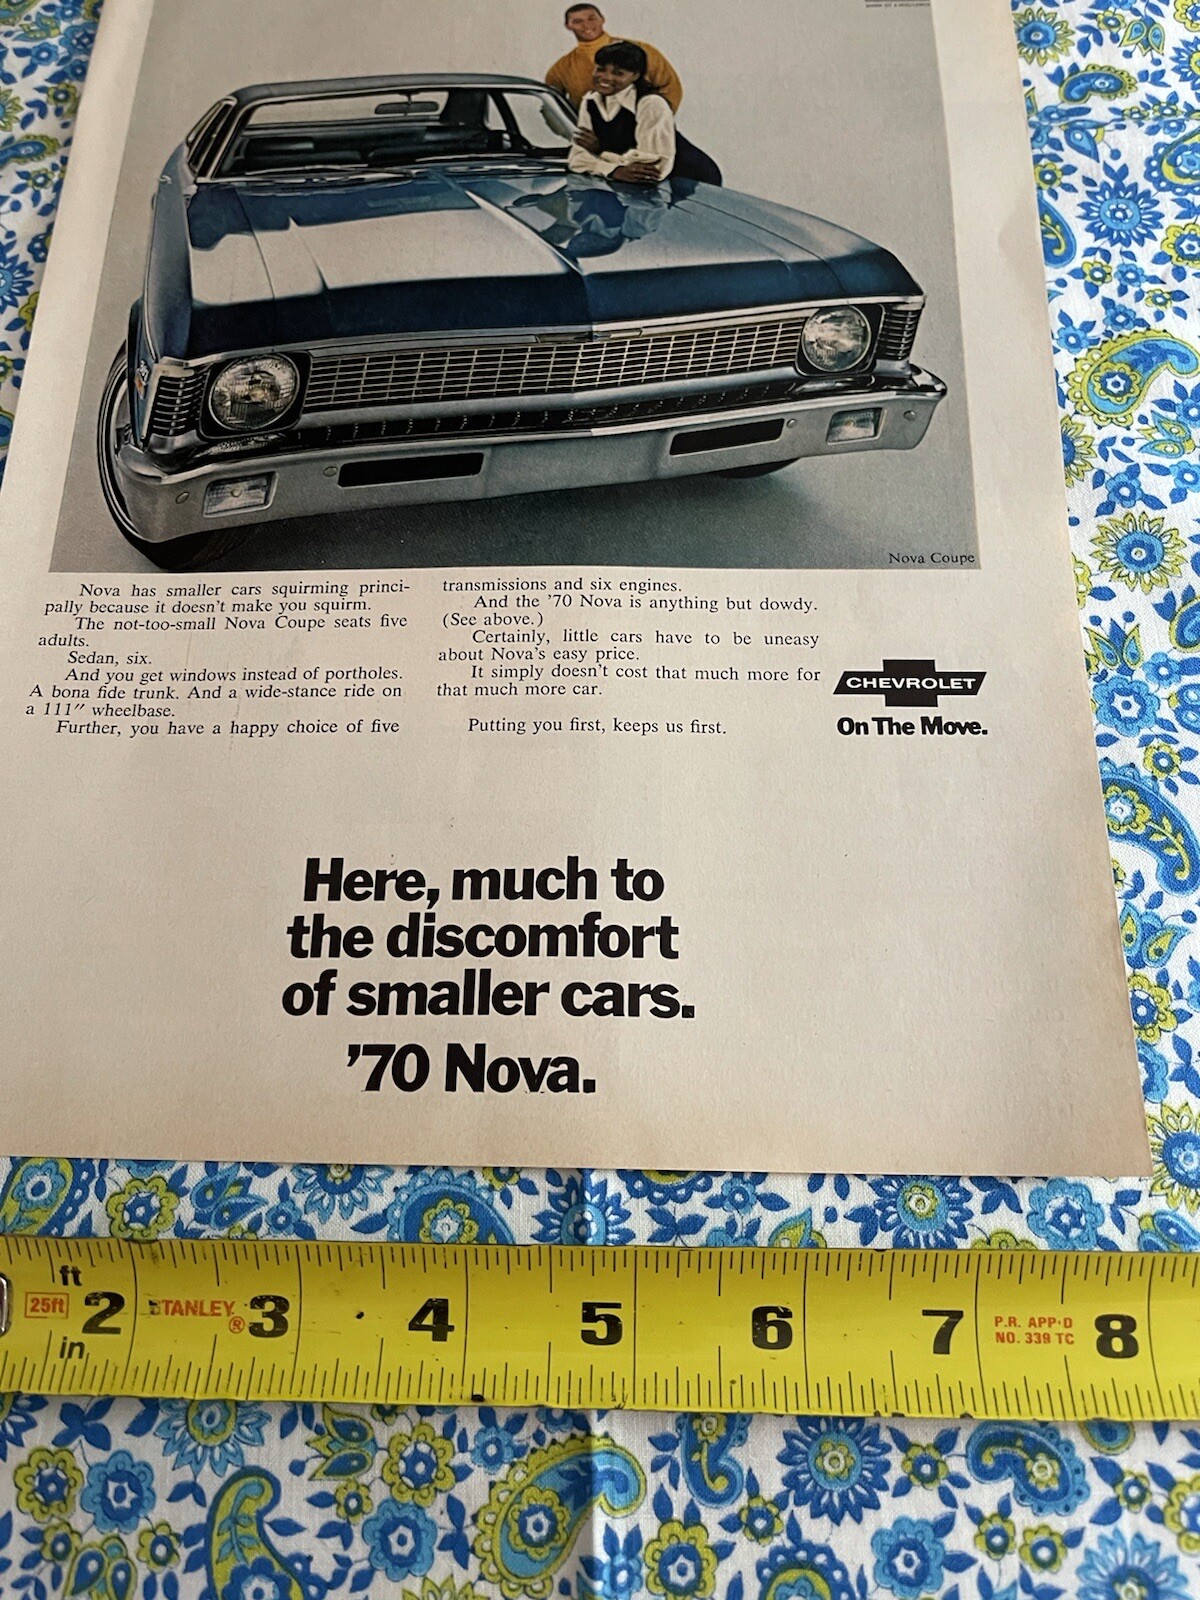 Nova Coupe
Nova has smaller cars squirming princi-
pally because it doesn't make you squirm.
The not-too-small Nova Coupe seats five
adults.
Sedan, six.
And you get windows instead of portholes.
A bona fide trunk. And a wide-stance ride on
a 111″ wheelbase.
Further, you have a happy choice of five
transmissions and six engines.
And the '70 Nova is anything but dowdy.
(See above.)
Certainly, little cars have to be uneasy
about Nova's easy price.
It simply doesn't cost that much more for
that much more car.
Putting you first, keeps us first.
CHEVROLET
On The Move.
Here, much to
the discomfort
of smaller cars.
'70 Nova.
ft
25ft 2 STANLEY ® 3 4 5 6 7 P.R. APP'D NO. 339 TC 8
in